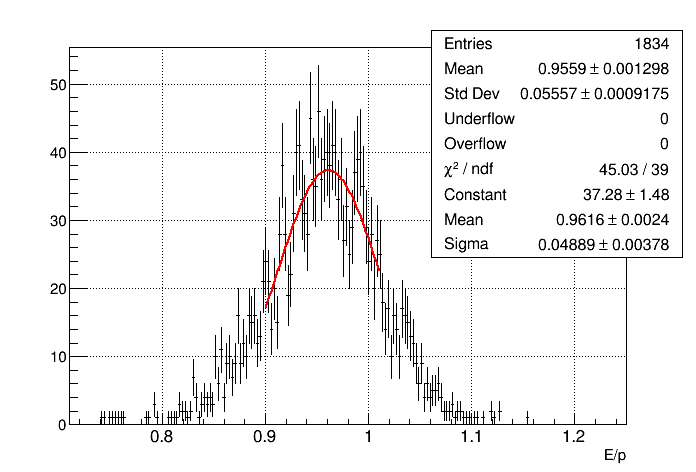 Entries 1834
Mean 0.9559 ± 0.001298
Std Dev 0.05557 ± 0.0009175
Underflow 0
Overflow 0
χ² / ndf 45.03 / 39
Constant 37.28 ± 1.48
Mean 0.9616 ± 0.0024
Sigma 0.04889 ± 0.00378
50
40
30
20
10
0
0.8 0.9 1 1.1 1.2
E/p